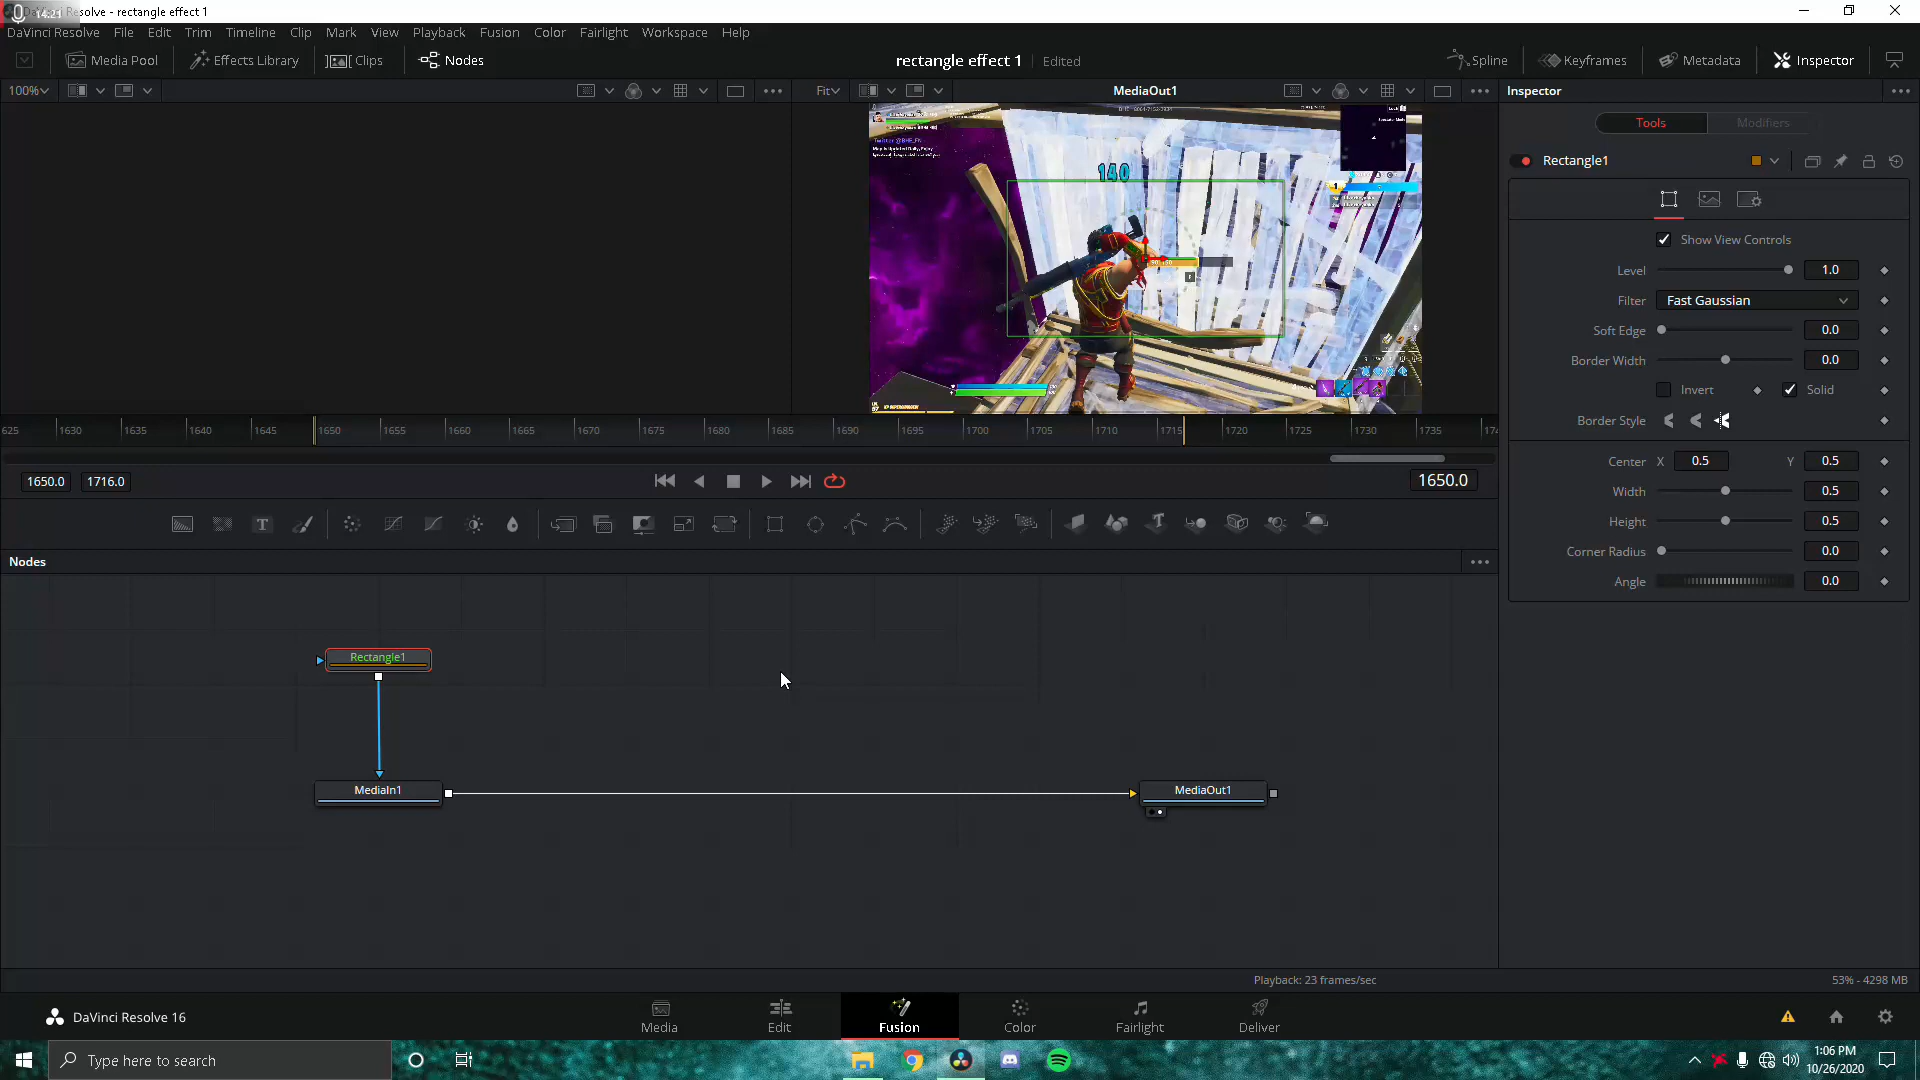 14:21
Resolve - rectangle effect 1
DaVinci Resolve File Edit Trim Timeline Clip Mark View Playback Fusion Color Fairlight Workspace Help
Media Pool Effects Library Clips Nodes rectangle effect 1 Edited Spline Keyframes Metadata Inspector
100% Fit MediaOut1 Inspector
Tools Modifiers
Rectangle1
140
Show View Controls
Level 1.0
Filter Fast Gaussian
Soft Edge 0.0
Border Width 0.0
Invert Solid
Border Style
625 1630 1635 1640 1645 1650 1655 1660 1665 1670 1675 1680 1685 1690 1695 1700 1705 1710 1715 1720 1725 1730 1735 174
Center X 0.5 Y 0.5
1650.0 1716.0 1650.0
Width 0.5
Height 0.5
Corner Radius 0.0
Angle 0.0
Nodes
Rectangle1
MediaIn1 MediaOut1
Playback: 23 frames/sec 53% - 4298 MB
DaVinci Resolve 16
Media Edit Fusion Color Fairlight Deliver
Type here to search
1:06 PM
10/26/2020